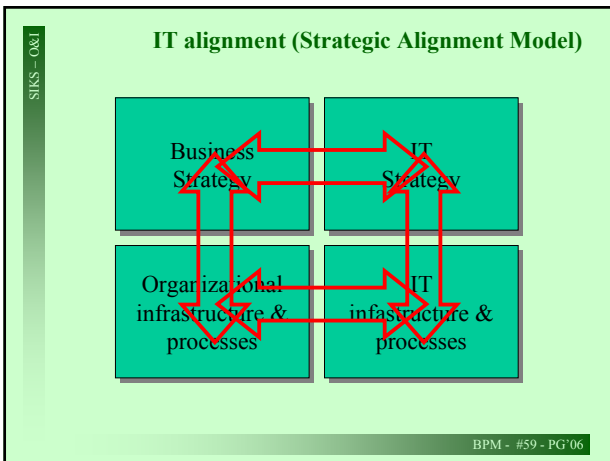 SIKS – O&I
IT alignment (Strategic Alignment Model)
Business
Strategy
IT
Strategy
Organizational
infrastructure &
processes
IT
infastructure &
processes
BPM - #59 - PG'06